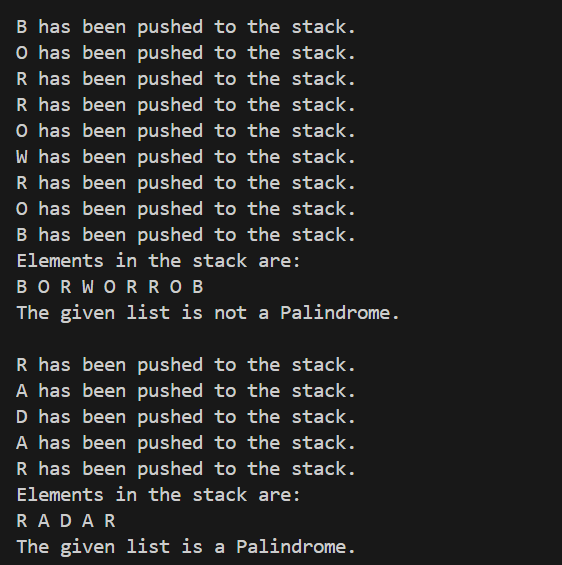 B has been pushed to the stack.
O has been pushed to the stack.
R has been pushed to the stack.
R has been pushed to the stack.
O has been pushed to the stack.
W has been pushed to the stack.
R has been pushed to the stack.
O has been pushed to the stack.
B has been pushed to the stack.
Elements in the stack are:
B O R W O R R O B
The given list is not a Palindrome.

R has been pushed to the stack.
A has been pushed to the stack.
D has been pushed to the stack.
A has been pushed to the stack.
R has been pushed to the stack.
Elements in the stack are:
R A D A R
The given list is a Palindrome.